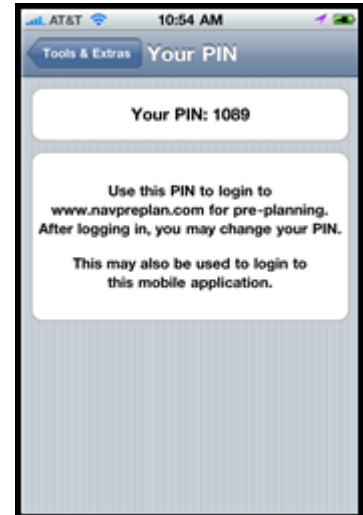 AT&T 10:54 AM
Tools & Extras Your PIN
Your PIN: 1089
Use this PIN to login to
www.navpreplan.com for pre-planning.
After logging in, you may change your PIN.
This may also be used to login to
this mobile application.